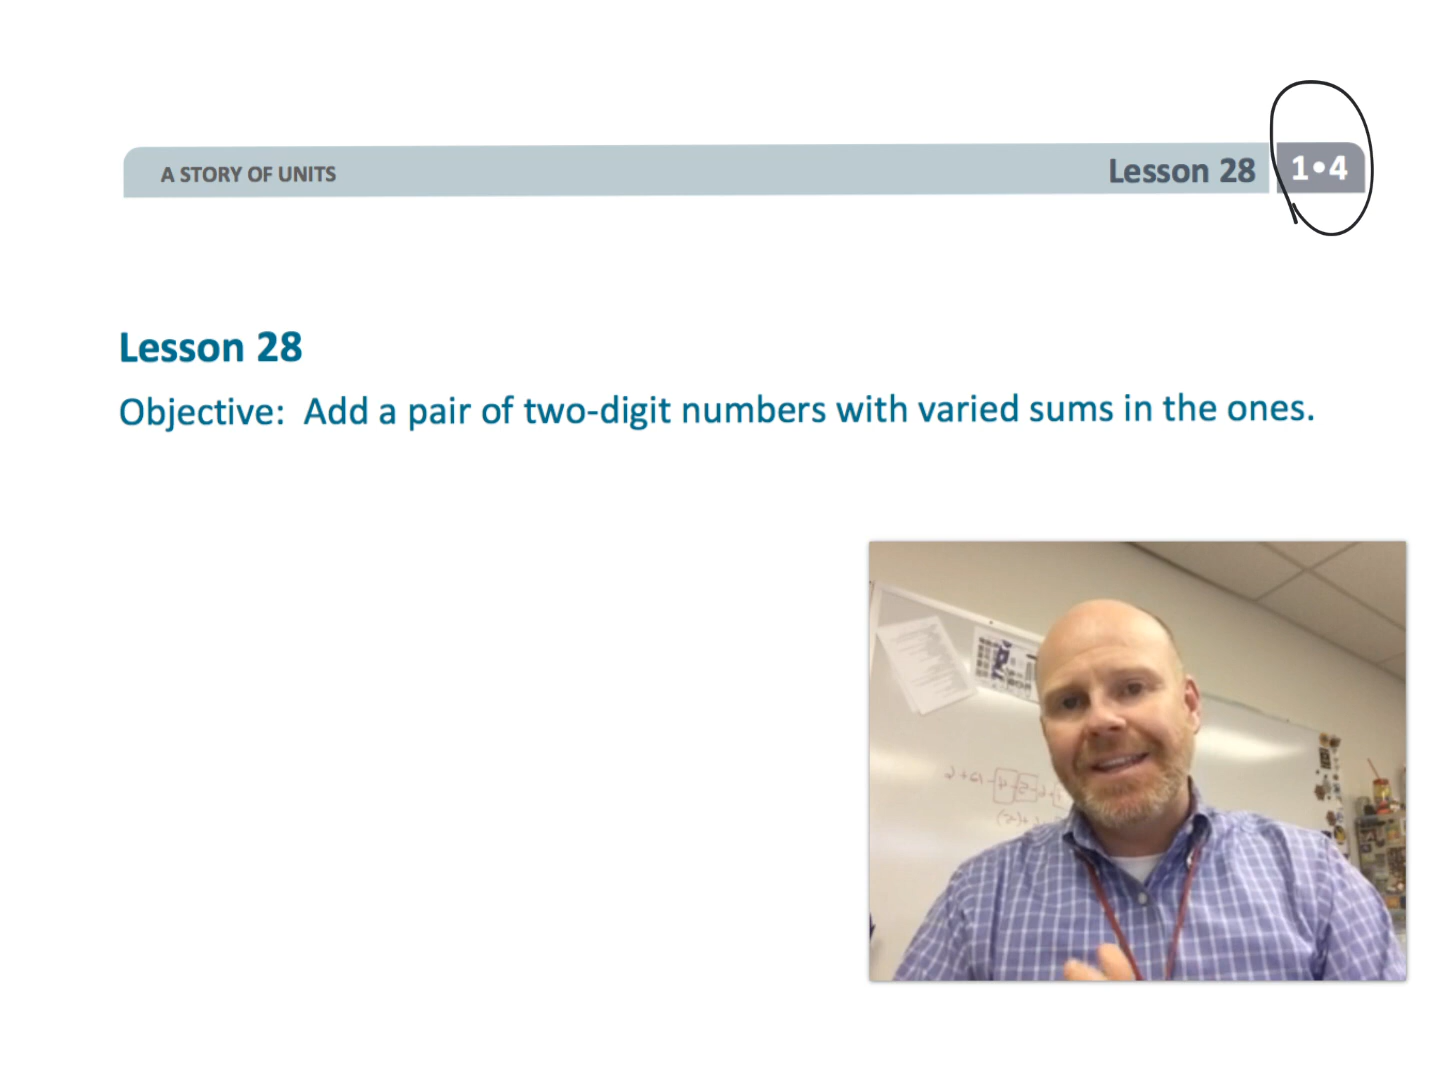 A STORY OF UNITS
Lesson 28 1•4
Lesson 28
Objective: Add a pair of two-digit numbers with varied sums in the ones.